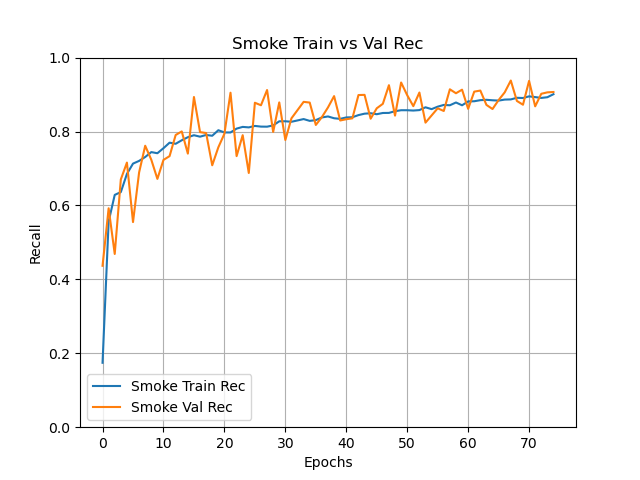 Smoke Train vs Val Rec
1.0
0.8
0.6
0.4
0.2
0.0
Recall
Smoke Train Rec
Smoke Val Rec
0 10 20 30 40 50 60 70
Epochs